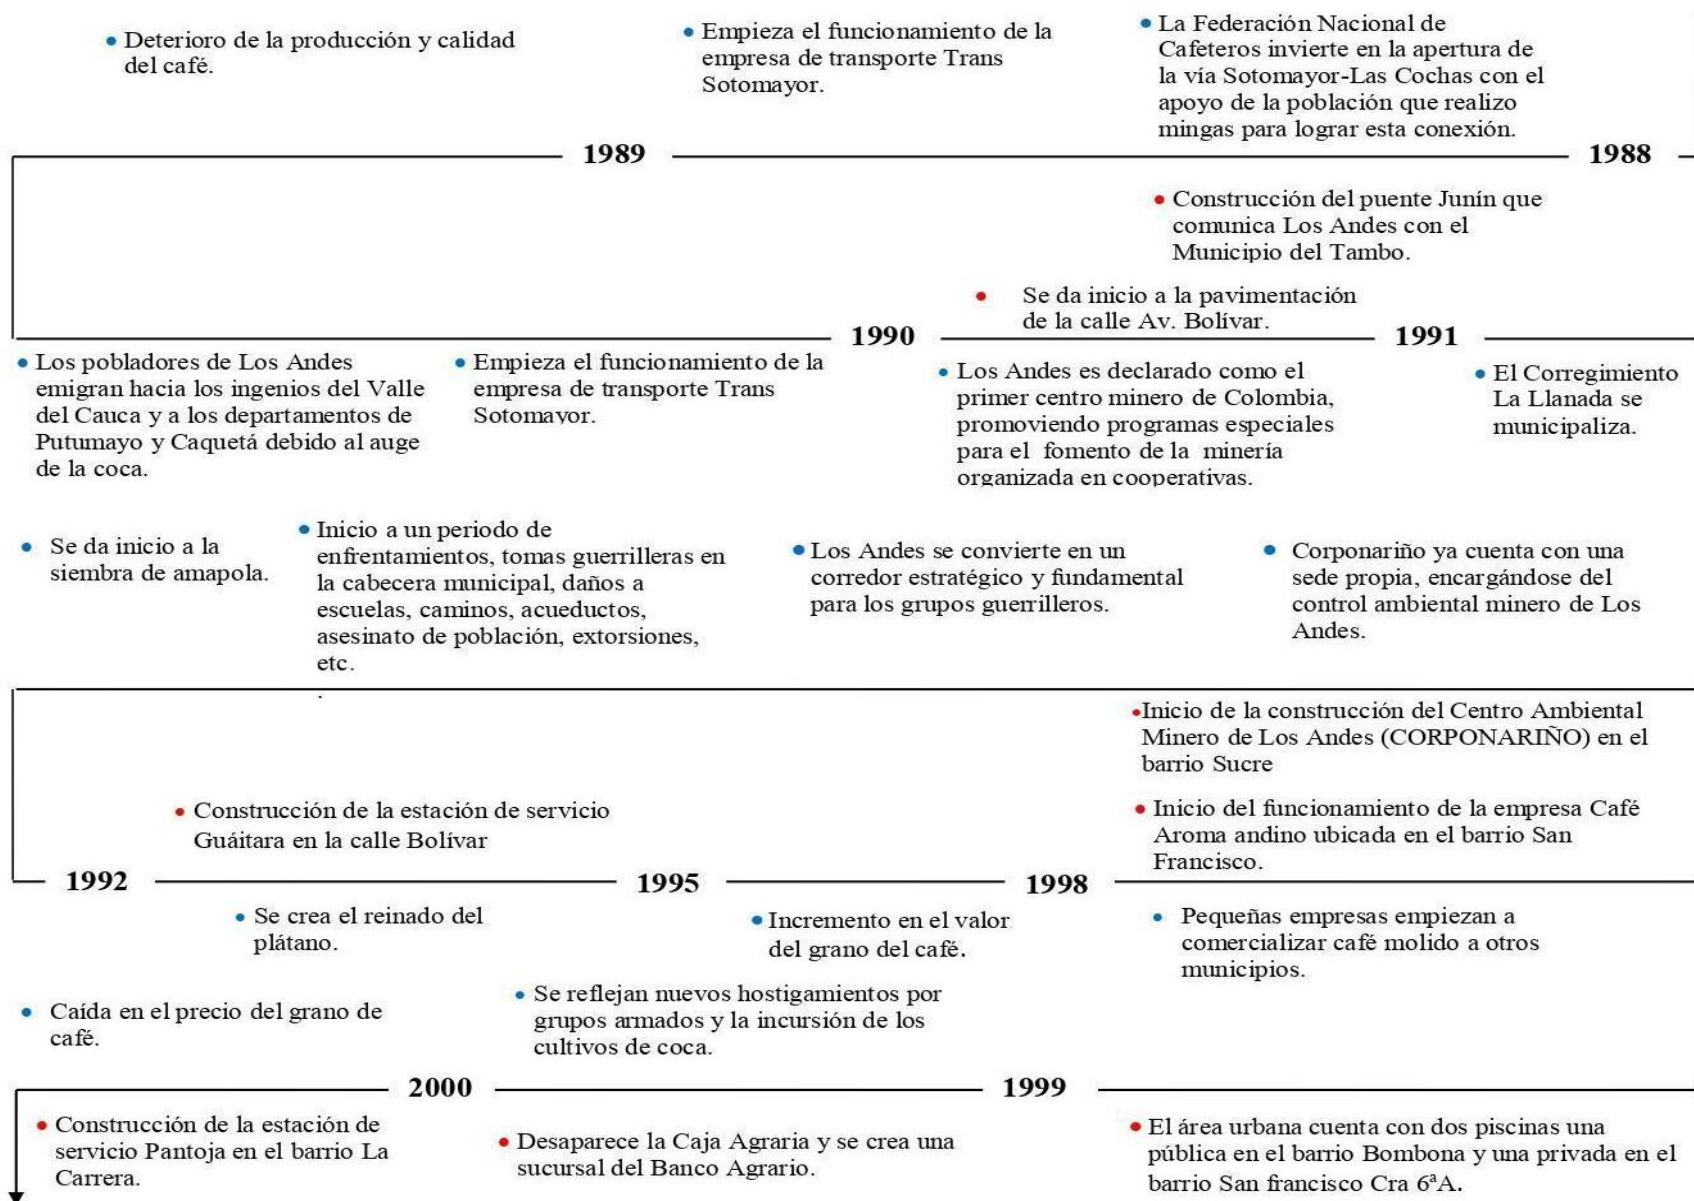 Deterioro de la producción y calidad
del café.
Empieza el funcionamiento de la
empresa de transporte Trans
Sotomayor.
La Federación Nacional de
Cafeteros invierte en la apertura de
la vía Sotomayor-Las Cochas con el
apoyo de la población que realizo
mingas para lograr esta conexión.
1989
1988
Construcción del puente Junín que
comunica Los Andes con el
Municipio del Tambo.
Se da inicio a la pavimentación
de la calle Av. Bolívar.
1990
1991
Los pobladores de Los Andes
emigran hacia los ingenios del Valle
del Cauca y a los departamentos de
Putumayo y Caquetá debido al auge
de la coca.
Empieza el funcionamiento de la
empresa de transporte Trans
Sotomayor.
Los Andes es declarado como el
primer centro minero de Colombia,
promoviendo programas especiales
para el fomento de la minería
organizada en cooperativas.
El Corregimiento
La Llanada se
municipaliza.
Se da inicio a la
siembra de amapola.
Inicio a un periodo de
enfrentamientos, tomas guerrilleras en
la cabecera municipal, daños a
escuelas, caminos, acueductos,
asesinato de población, extorsiones,
etc.
.
Los Andes se convierte en un
corredor estratégico y fundamental
para los grupos guerrilleros.
Corponariño ya cuenta con una
sede propia, encargándose del
control ambiental minero de Los
Andes.
Inicio de la construcción del Centro Ambiental
Minero de Los Andes (CORPONARIÑO) en el
barrio Sucre
Construcción de la estación de servicio
Guáitara en la calle Bolívar
Inicio del funcionamiento de la empresa Café
Aroma andino ubicada en el barrio San
Francisco.
1992
1995
1998
Se crea el reinado del
plátano.
Incremento en el valor
del grano del café.
Pequeñas empresas empiezan a
comercializar café molido a otros
municipios.
Caída en el precio del grano de
café.
Se reflejan nuevos hostigamientos por
grupos armados y la incursión de los
cultivos de coca.
2000
1999
Construcción de la estación de
servicio Pantoja en el barrio La
Carrera.
Desaparece la Caja Agraria y se crea una
sucursal del Banco Agrario.
El área urbana cuenta con dos piscinas una
pública en el barrio Bombona y una privada en el
barrio San francisco Cra 6ªA.